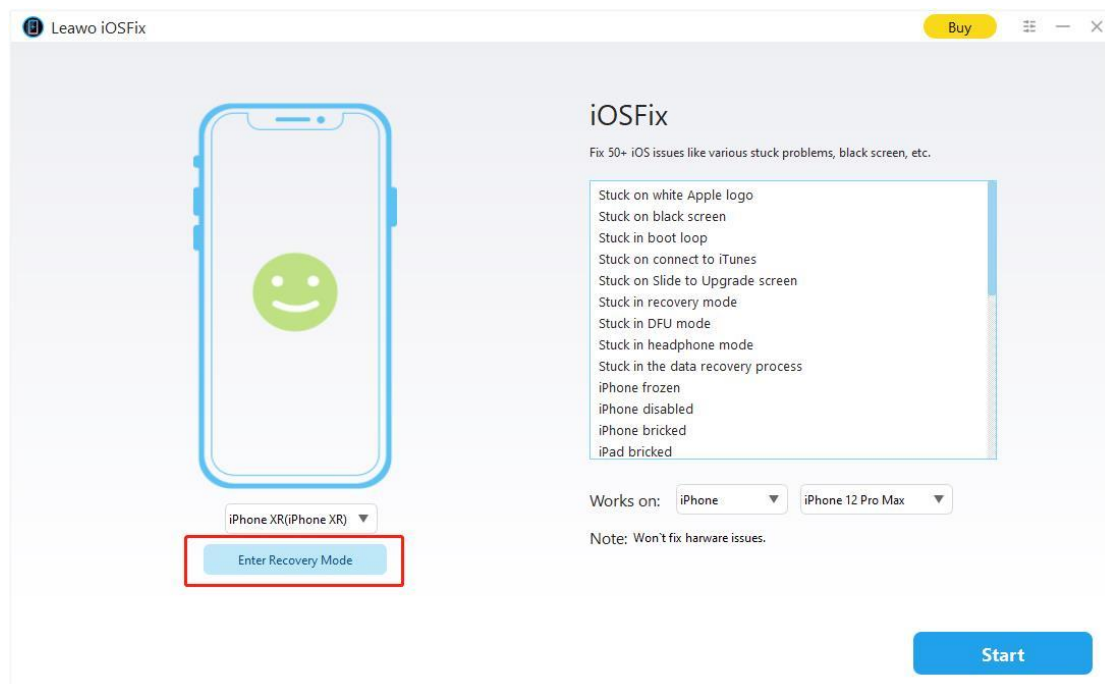 Leawo iOSFix
Buy
iOSFix
Fix 50+ iOS issues like various stuck problems, black screen, etc.
Stuck on white Apple logo
Stuck on black screen
Stuck in boot loop
Stuck on connect to iTunes
Stuck on Slide to Upgrade screen
Stuck in recovery mode
Stuck in DFU mode
Stuck in headphone mode
Stuck in the data recovery process
iPhone frozen
iPhone disabled
iPhone bricked
iPad bricked
Works on: iPhone iPhone 12 Pro Max
Note: Won`t fix harware issues.
iPhone XR(iPhone XR)
Enter Recovery Mode
Start